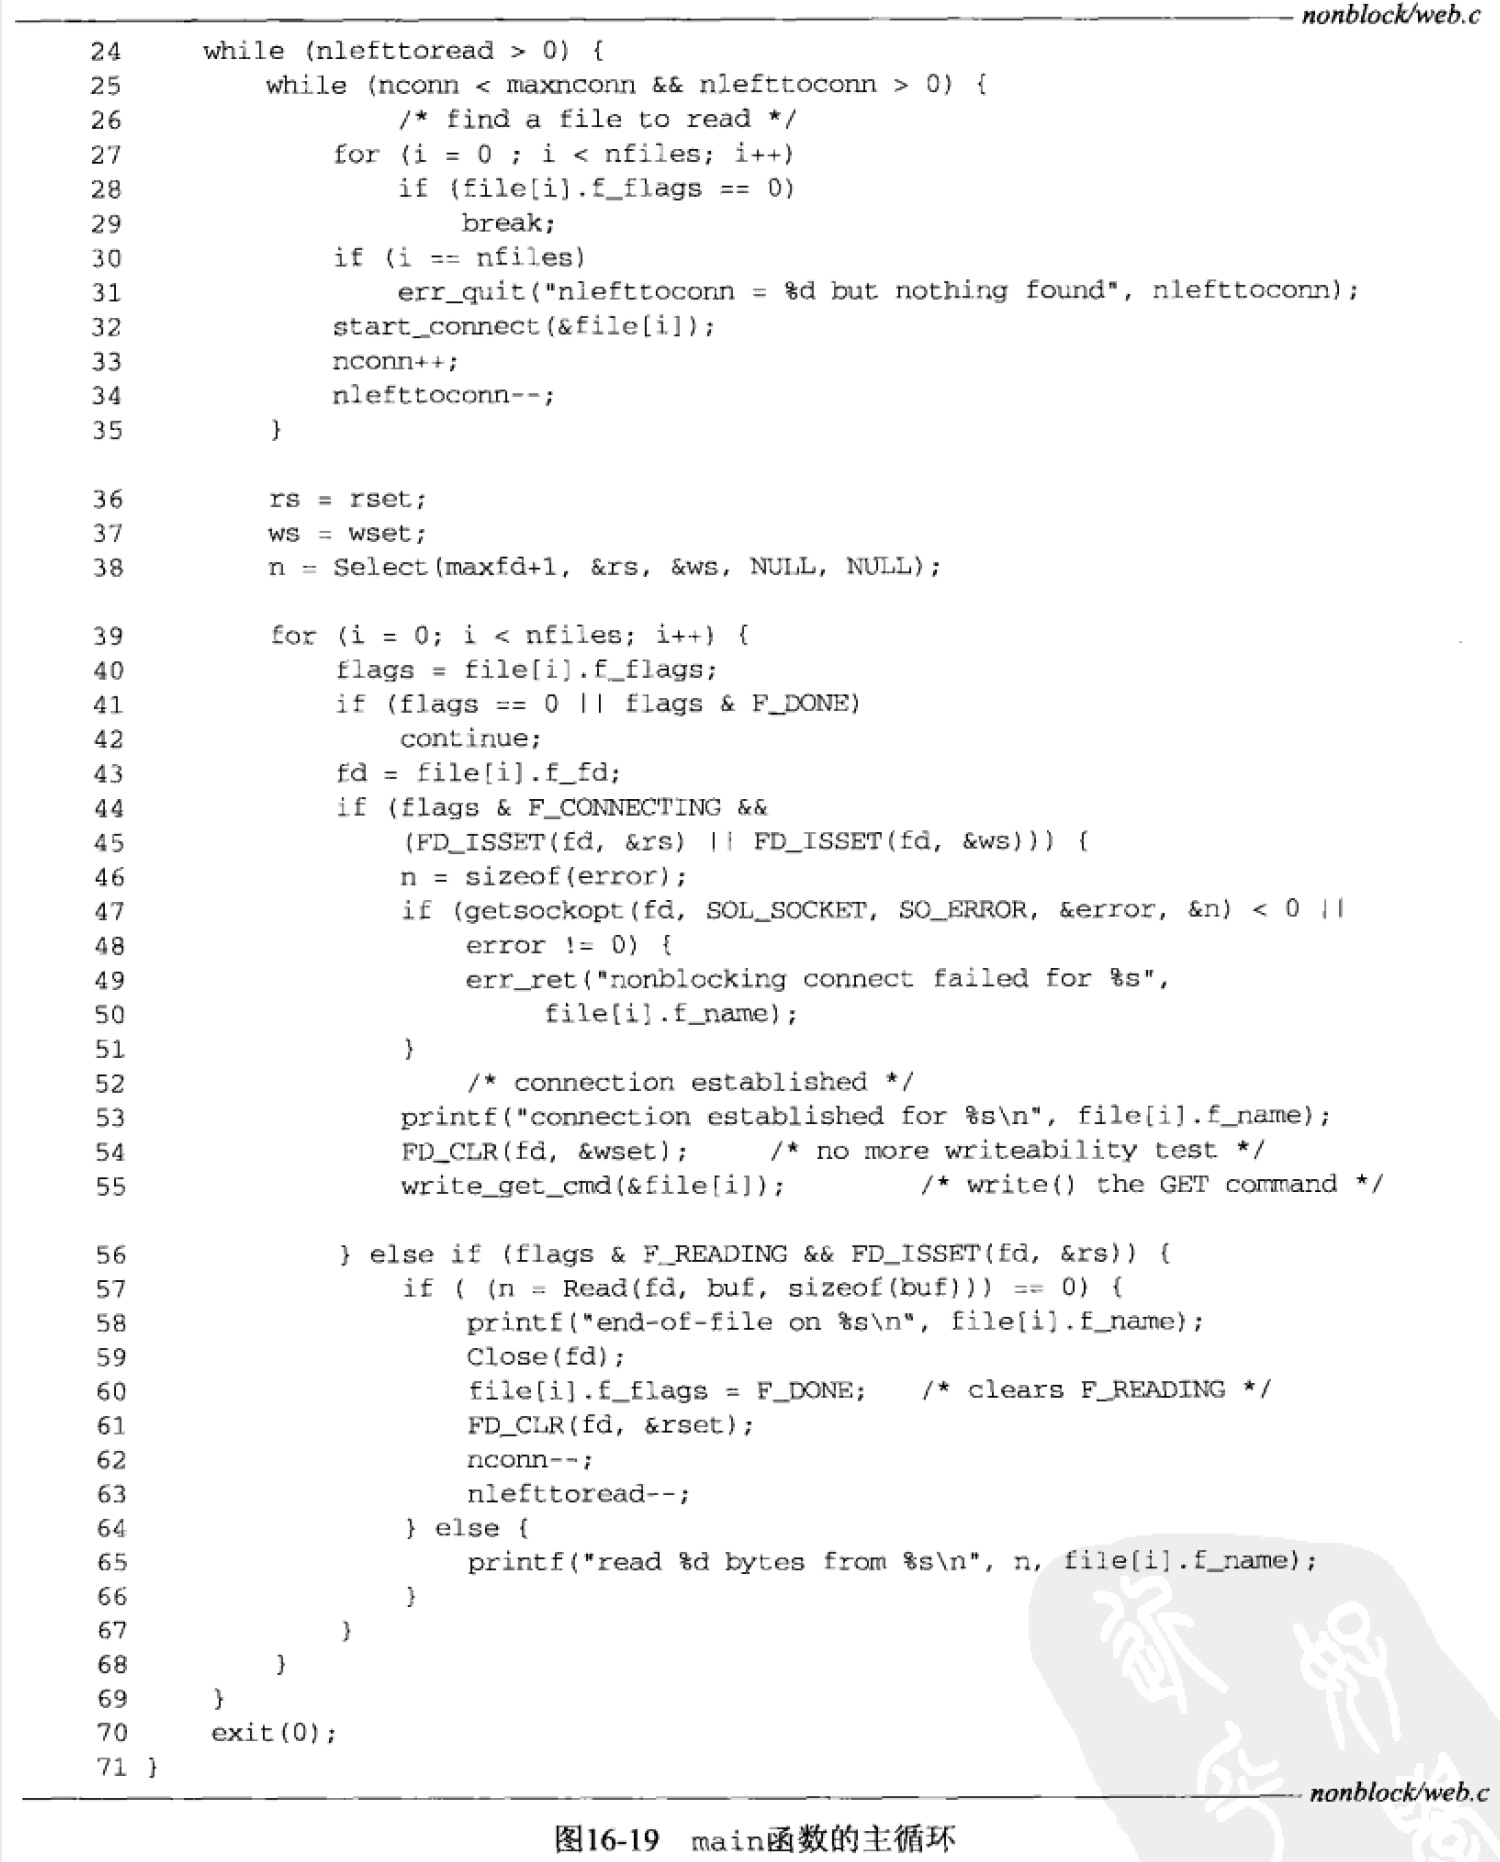 nonblock/web.c
24 while (nlefttoread > 0) {
25 while (nconn < maxnconn && nlefttoconn > 0) {
26 /* find a file to read */
27 for (i = 0 ; i < nfiles; i++)
28 if (file[i].f_flags == 0)
29 break;
30 if (i == nfiles)
31 err_quit("nlefttoconn = %d but nothing found", nlefttoconn);
32 start_connect(&file[i]);
33 nconn++;
34 nlefttoconn--;
35 }
36 rs = rset;
37 ws = wset;
38 n = Select(maxfd+1, &rs, &ws, NULL, NULL);
39 for (i = 0; i < nfiles; i++) {
40 flags = file[i].f_flags;
41 if (flags == 0 || flags & F_DONE)
42 continue;
43 fd = file[i].f_fd;
44 if (flags & F_CONNECTING &&
45 (FD_ISSET(fd, &rs) || FD_ISSET(fd, &ws))) {
46 n = sizeof(error);
47 if (getsockopt(fd, SOL_SOCKET, SO_ERROR, &error, &n) < 0 ||
48 error != 0) {
49 err_ret("nonblocking connect failed for %s",
50 file[i].f_name);
51 }
52 /* connection established */
53 printf("connection established for %s\n", file[i].f_name);
54 FD_CLR(fd, &wset); /* no more writeability test */
55 write_get_cmd(&file[i]); /* write() the GET command */
56 } else if (flags & F_READING && FD_ISSET(fd, &rs)) {
57 if ( (n = Read(fd, buf, sizeof(buf))) == 0) {
58 printf("end-of-file on %s\n", file[i].f_name);
59 Close(fd);
60 file[i].f_flags = F_DONE; /* clears F_READING */
61 FD_CLR(fd, &rset);
62 nconn--;
63 nlefttoread--;
64 } else {
65 printf("read %d bytes from %s\n", n, file[i].f_name);
66 }
67 }
68 }
69 }
70 exit(0);
71 }
nonblock/web.c
图16-19 main函数的主循环